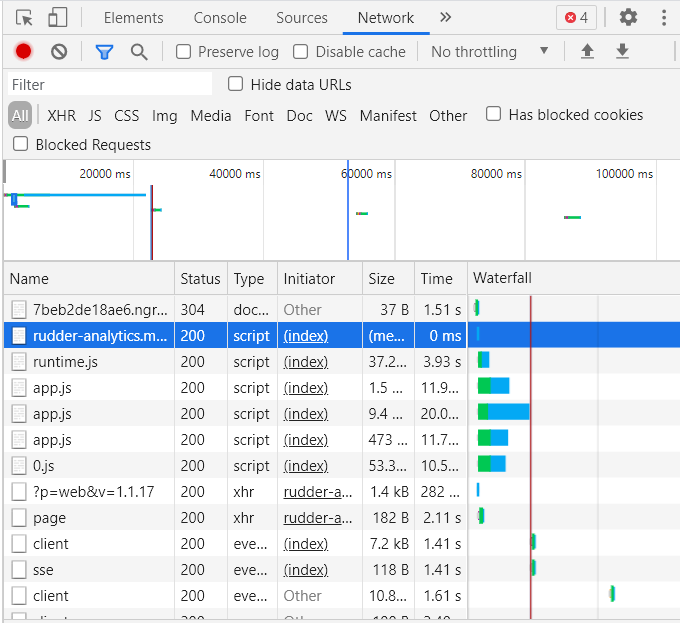 Elements Console Sources Network » 4
Preserve log Disable cache No throttling ▼
Filter Hide data URLs
All XHR JS CSS Img Media Font Doc WS Manifest Other Has blocked cookies
Blocked Requests
20000 ms 40000 ms 60000 ms 80000 ms 100000 ms
Name Status Type Initiator Size Time Waterfall
7beb2de18ae6.ngr... 304 doc... Other 37 B 1.51 s
rudder-analytics.m... 200 script (index) (me... 0 ms
runtime.js 200 script (index) 37.2... 3.93 s
app.js 200 script (index) 1.5 ... 11.9...
app.js 200 script (index) 9.4 ... 20.0...
app.js 200 script (index) 473 ... 11.7...
0.js 200 script (index) 53.3... 10.5...
?p=web&v=1.1.17 200 xhr rudder-a... 1.4 kB 282 ...
page 200 xhr rudder-a... 182 B 2.11 s
client 200 eve... (index) 7.2 kB 1.41 s
sse 200 eve... (index) 118 B 1.41 s
client 200 eve... Other 10.8... 1.61 s